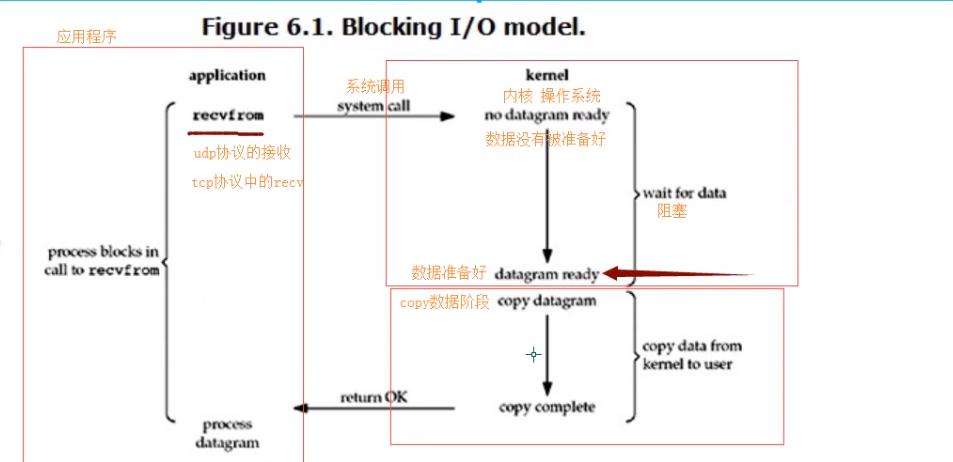 Figure 6.1. Blocking I/O model.
应用程序
application
kernel
系统调用
system call
内核 操作系统
recvfrom
no datagram ready
数据没有被准备好
udp协议的接收
tcp协议中的recv
wait for data
阻塞
process blocks in
call to recvfrom
数据准备好 datagram ready
copy数据阶段 copy datagram
copy data from
kernel to user
return OK
copy complete
process
datagram